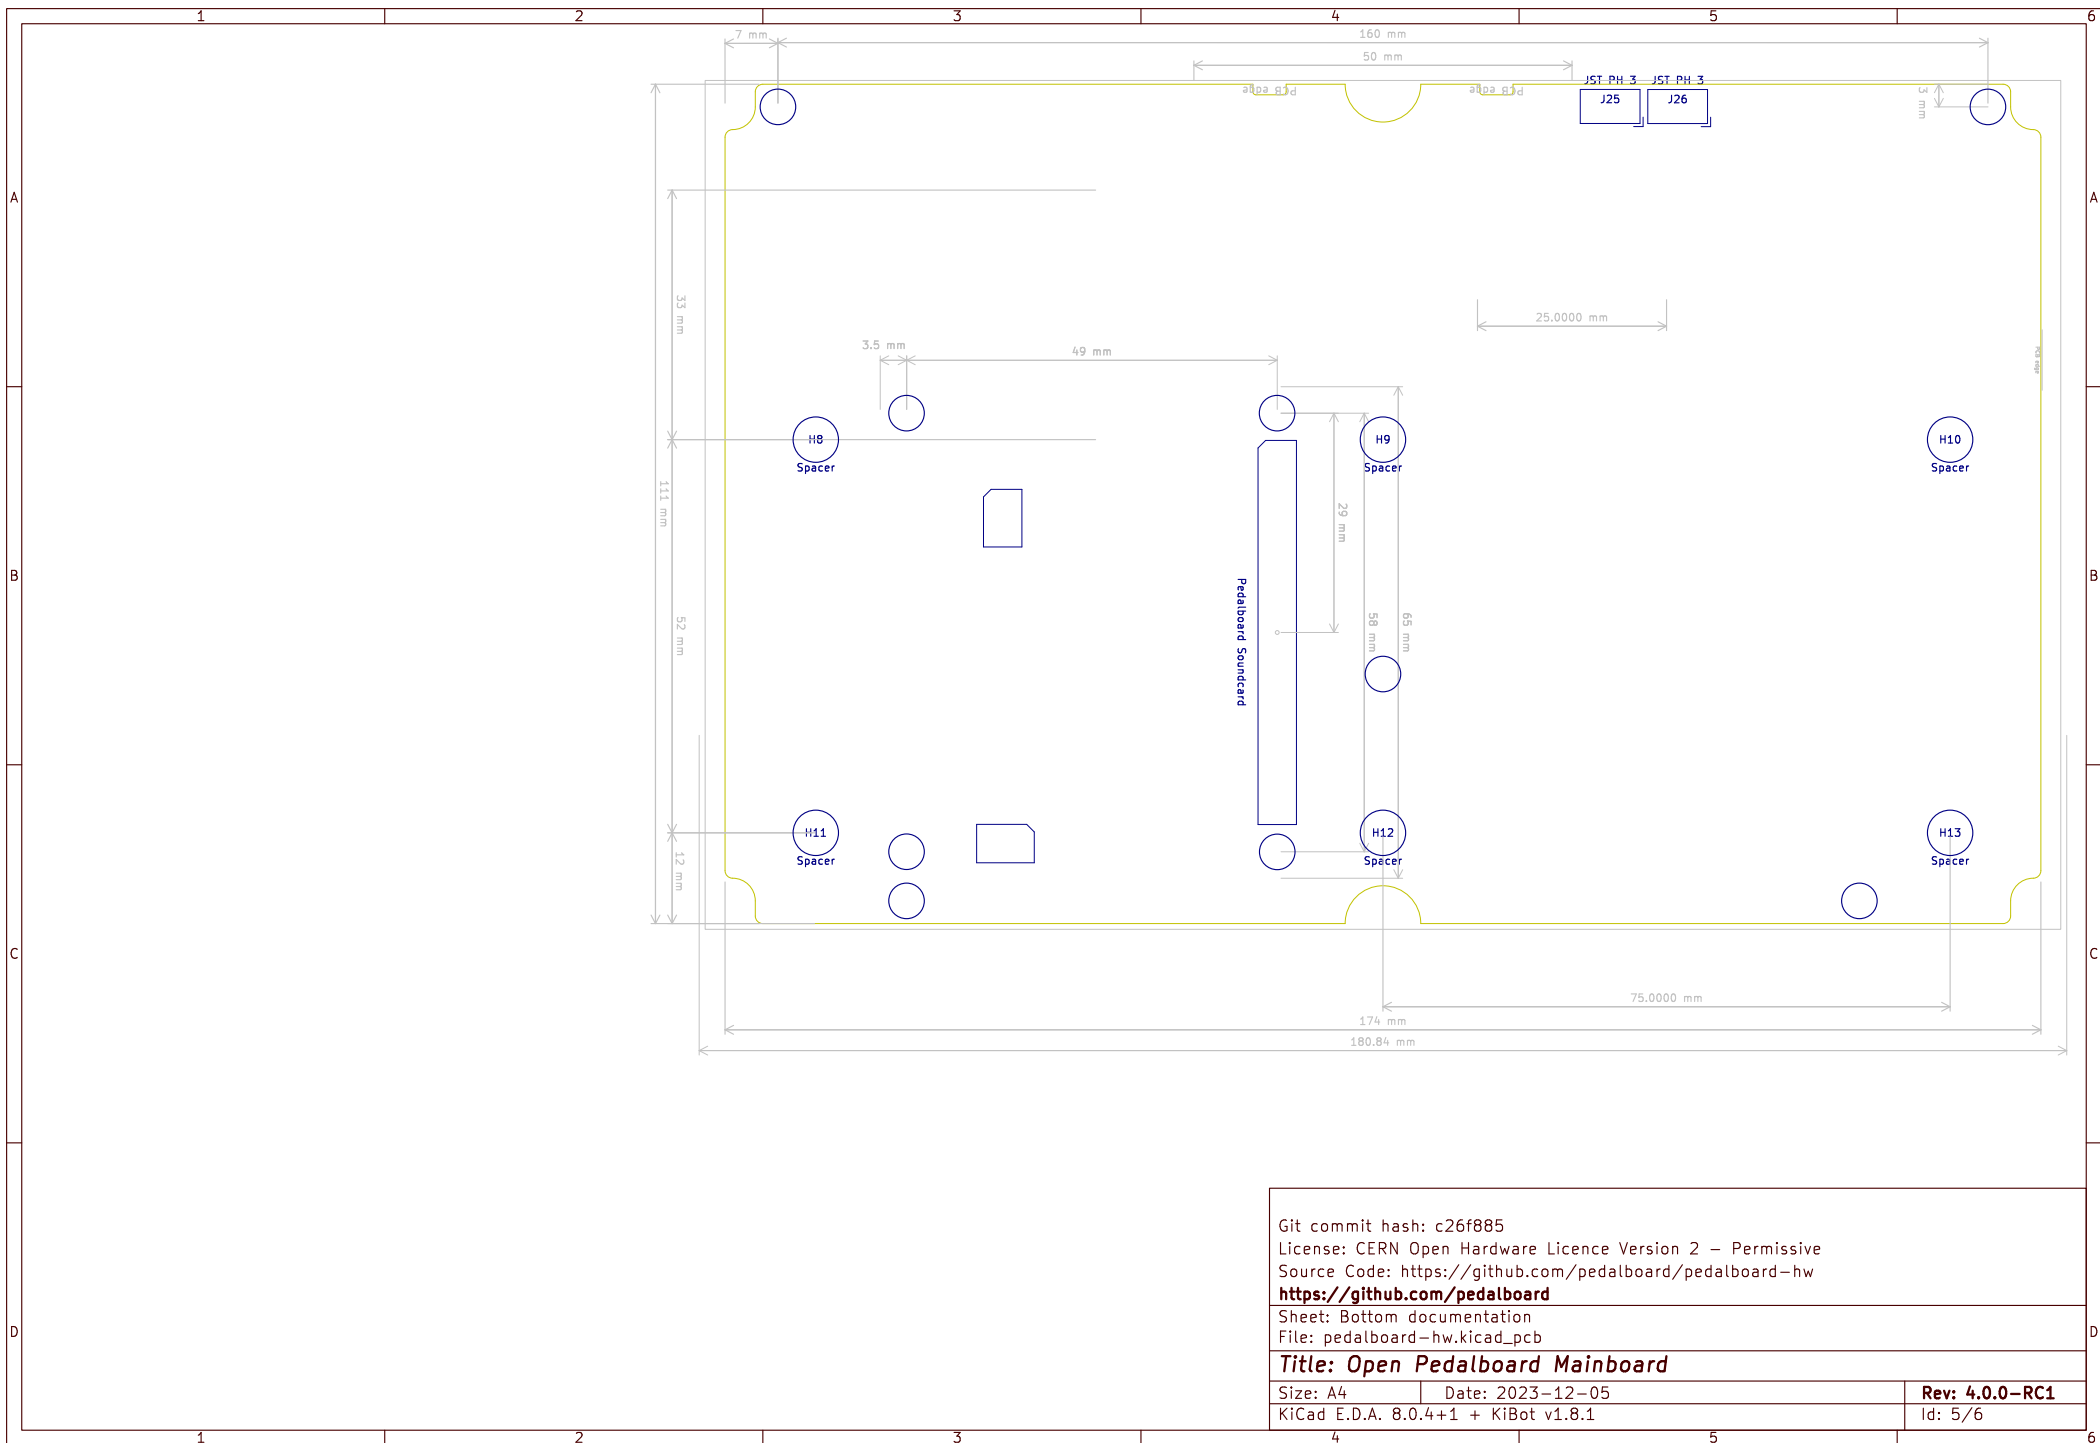 1 2 3 4 5 6
7 mm
160 mm
50 mm
JST PH 3 JST PH 3
PCB edge PCB edge
J25 J26
3 mm
A A
33 mm
25.0000 mm
3.5 mm
49 mm
PCB edge
H8 H9 H10
Spacer Spacer Spacer
111 mm
29 mm
B B
Pedalboard Soundcard
52 mm
58 mm
65 mm
H11 H12 H13
Spacer Spacer Spacer
12 mm
C C
75.0000 mm
174 mm
180.84 mm
Git commit hash: c26f885
License: CERN Open Hardware Licence Version 2 - Permissive
Source Code: https://github.com/pedalboard/pedalboard-hw
https://github.com/pedalboard
Sheet: Bottom documentation
File: pedalboard-hw.kicad_pcb
D D
Title: Open Pedalboard Mainboard
Size: A4 Date: 2023-12-05 Rev: 4.0.0-RC1
KiCad E.D.A. 8.0.4+1 + KiBot v1.8.1 Id: 5/6
1 2 3 4 5 6